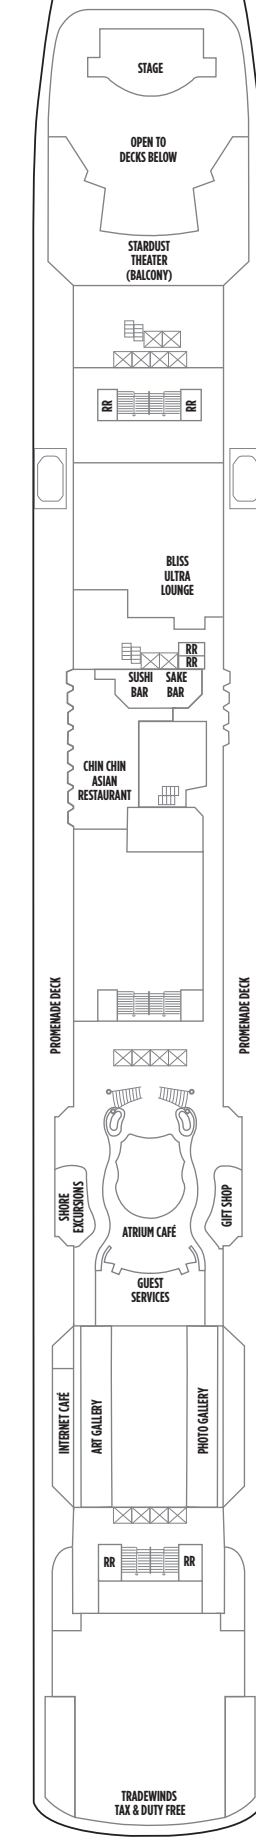 STAGE
OPEN TO
DECKS BELOW
STARDUST
THEATER
(BALCONY)
RR
RR
BLISS
ULTRA
LOUNGE
RR
RR
SUSHI
BAR
SAKE
BAR
CHIN CHIN
ASIAN
RESTAURANT
PROMENADE DECK
PROMENADE DECK
SHORE
EXCURSIONS
GIFT SHOP
ATRIUM CAFÉ
GUEST
SERVICES
INTERNET CAFÉ
ART GALLERY
PHOTO GALLERY
RR
RR
TRADEWINDS
TAX & DUTY FREE